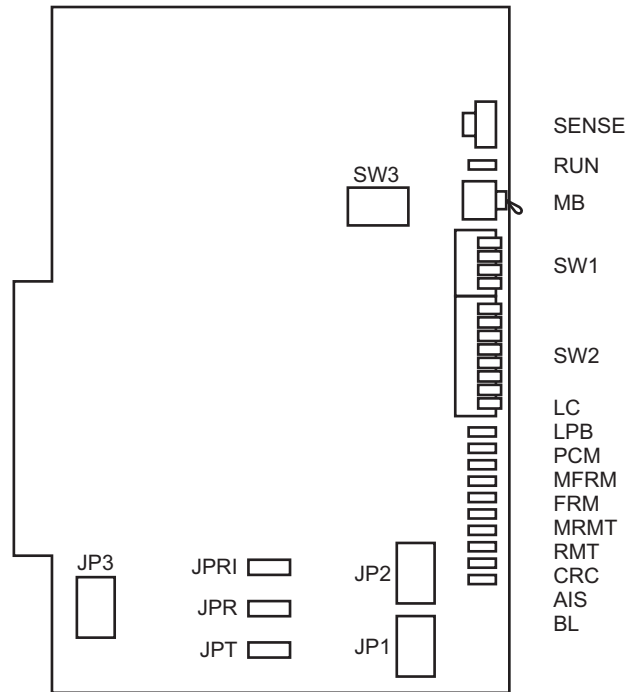 SENSE
RUN
SW3
MB
SW1
SW2
LC
LPB
PCM
MFRM
FRM
MRMT
RMT
CRC
AIS
BL
JP3
JPRI
JP2
JPR
JPT
JP1